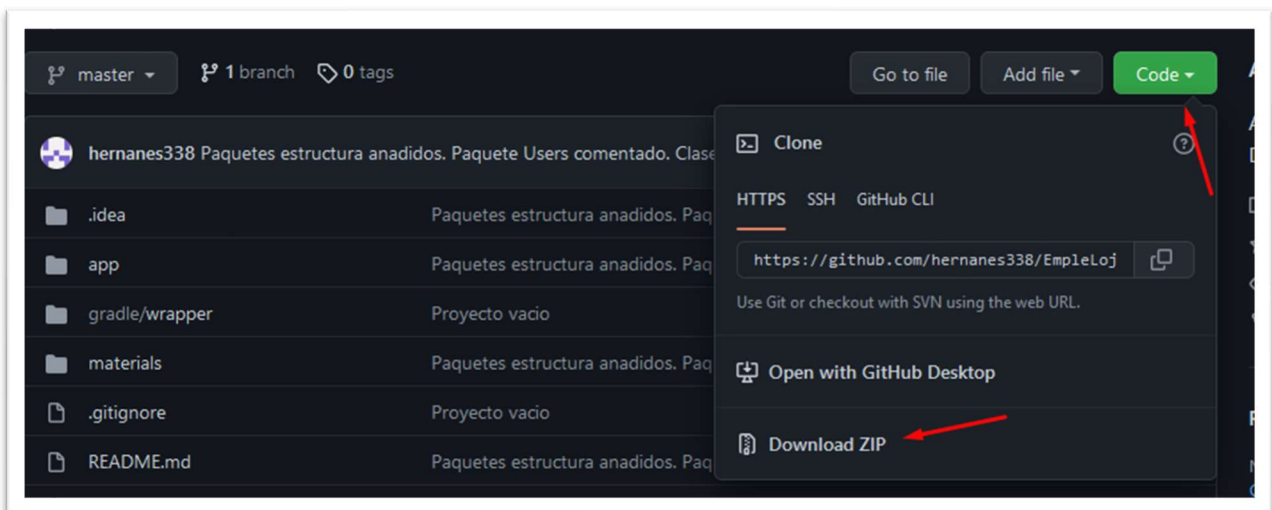 master 1 branch 0 tags Go to file Add file Code
hernanes338 Paquetes estructura anadidos. Paquete Users comentado. Clase
Clone
HTTPS SSH GitHub CLI
https://github.com/hernanes338/EmpleLoj
Use Git or checkout with SVN using the web URL.
Open with GitHub Desktop
Download ZIP
.idea Paquetes estructura anadidos. Paq
app Paquetes estructura anadidos. Paq
gradle/wrapper Proyecto vacio
materials Paquetes estructura anadidos. Paq
.gitignore Proyecto vacio
README.md Paquetes estructura anadidos. Paq